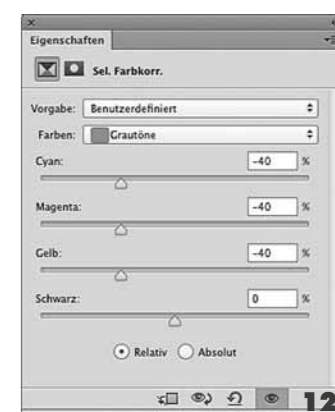 Eigenschaften
Sel. Farbkorr.
Vorgabe: Benutzerdefiniert
Farben: Grautöne
Cyan: -40 %
Magenta: -40 %
Gelb: -40 %
Schwarz: 0 %
Relativ Absolut
12